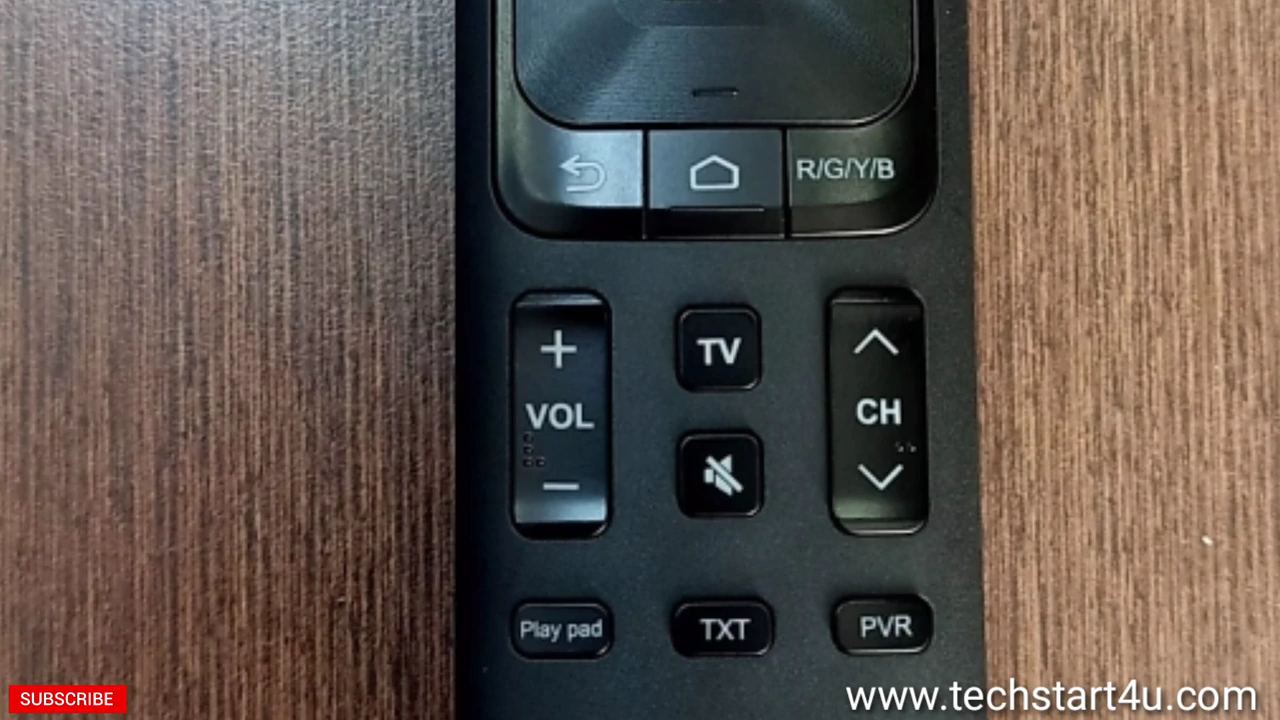 R/G/Y/B
VOL
TV
CH
Play pad
TXT
PVR
SUBSCRIBE
www.techstart4u.com